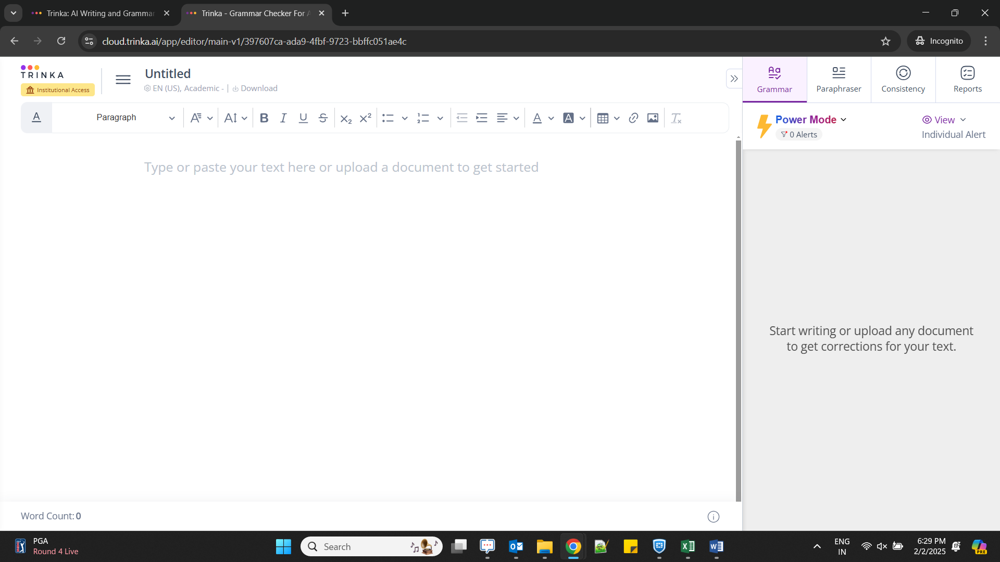 Trinka: AI Writing and Grammar
Trinka - Grammar Checker For A
cloud.trinka.ai/app/editor/main-v1/397607ca-ada9-4fbf-9723-bbffc051ae4c
Incognito
TRINKA
Institutional Access
Untitled
EN (US), Academic - | Download
Grammar
Paraphraser
Consistency
Reports
Paragraph
Power Mode
0 Alerts
View
Individual Alert
Type or paste your text here or upload a document to get started
Start writing or upload any document
to get corrections for your text.
Word Count: 0
PGA
Round 4 Live
Search
ENG
IN
6:29 PM
2/2/2025
PRE